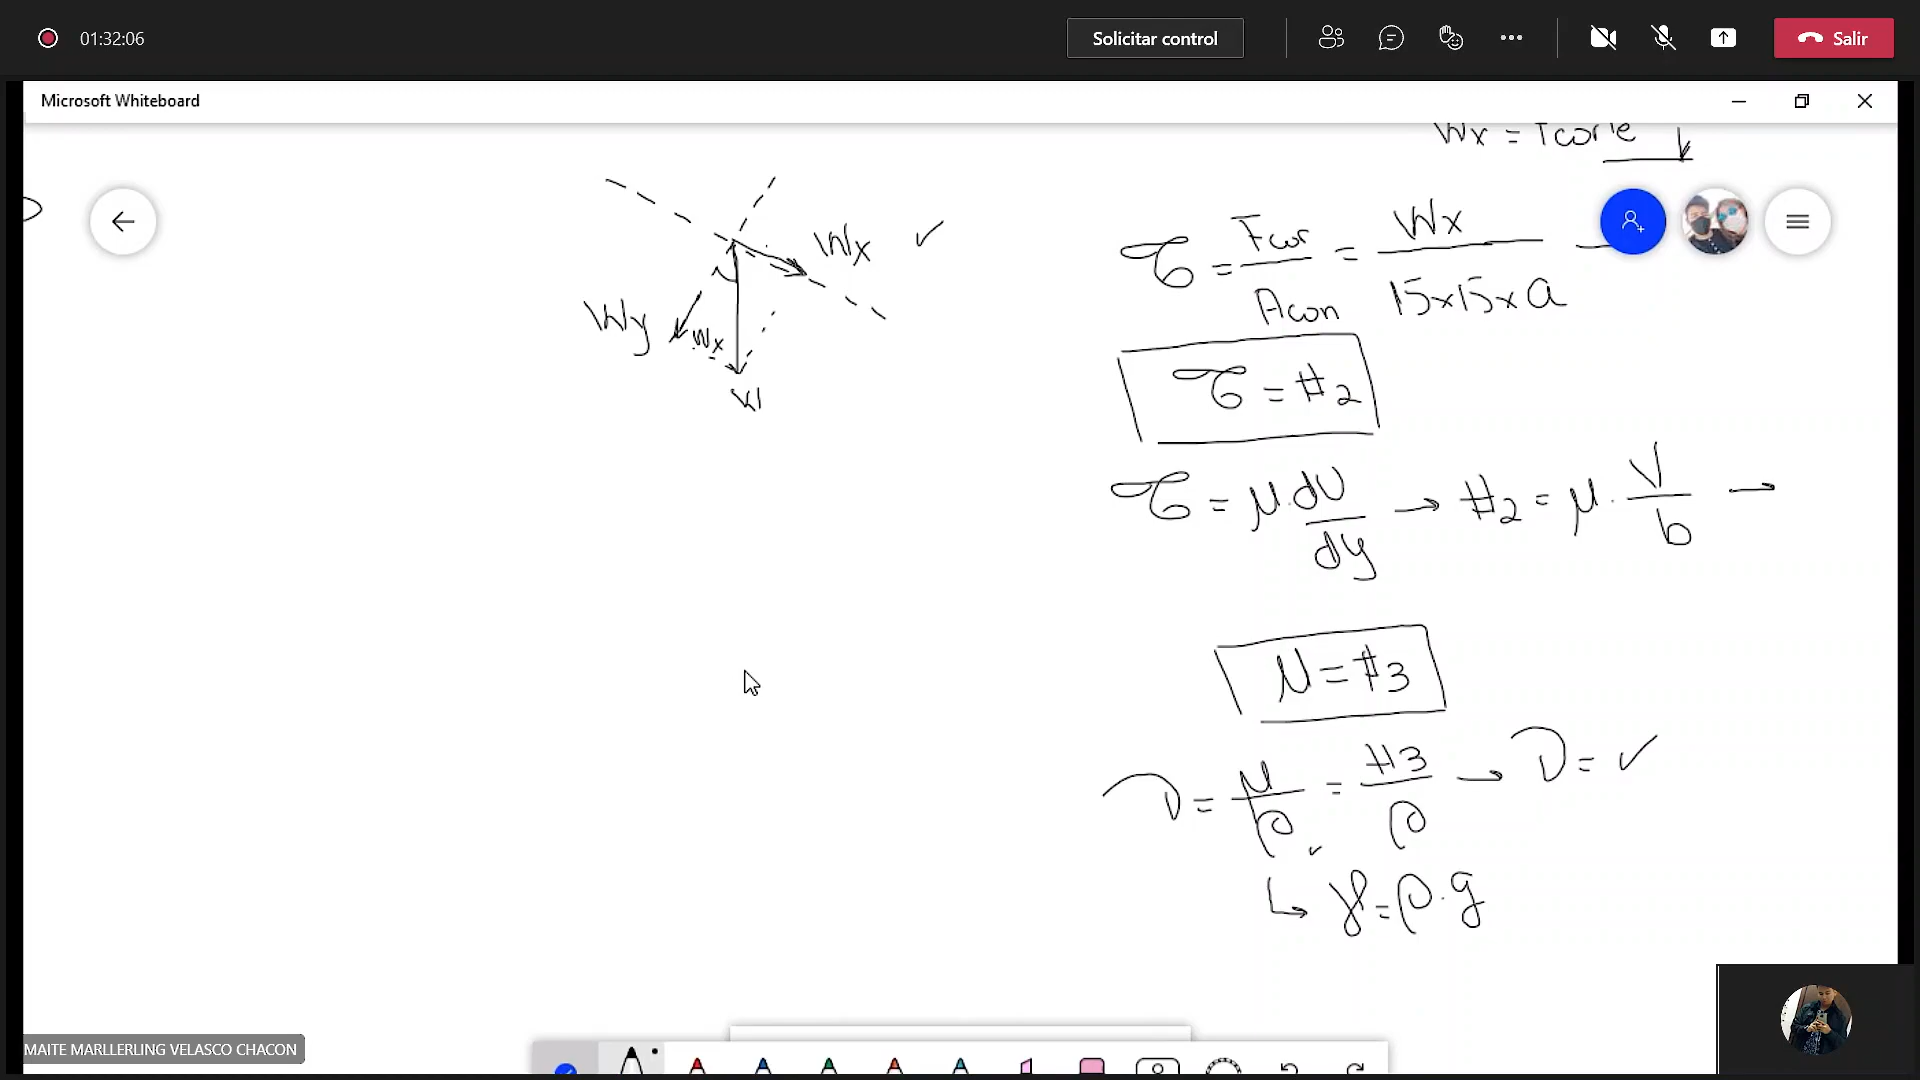 01:32:06
Solicitar control
Salir
Microsoft Whiteboard
Wx = Fcorte ↓
Wx ✓
Wy
Wx
W
τ = Fcor / Acon = Wx / 15x15xa →
τ = #2
τ = μ · dv / dy → #2 = μ · V / b →
μ = #3
ν = μ / ρ = #3 / ρ → ν = ✓
↳ γ = ρ · g
MAITE MARLLERLING VELASCO CHACON